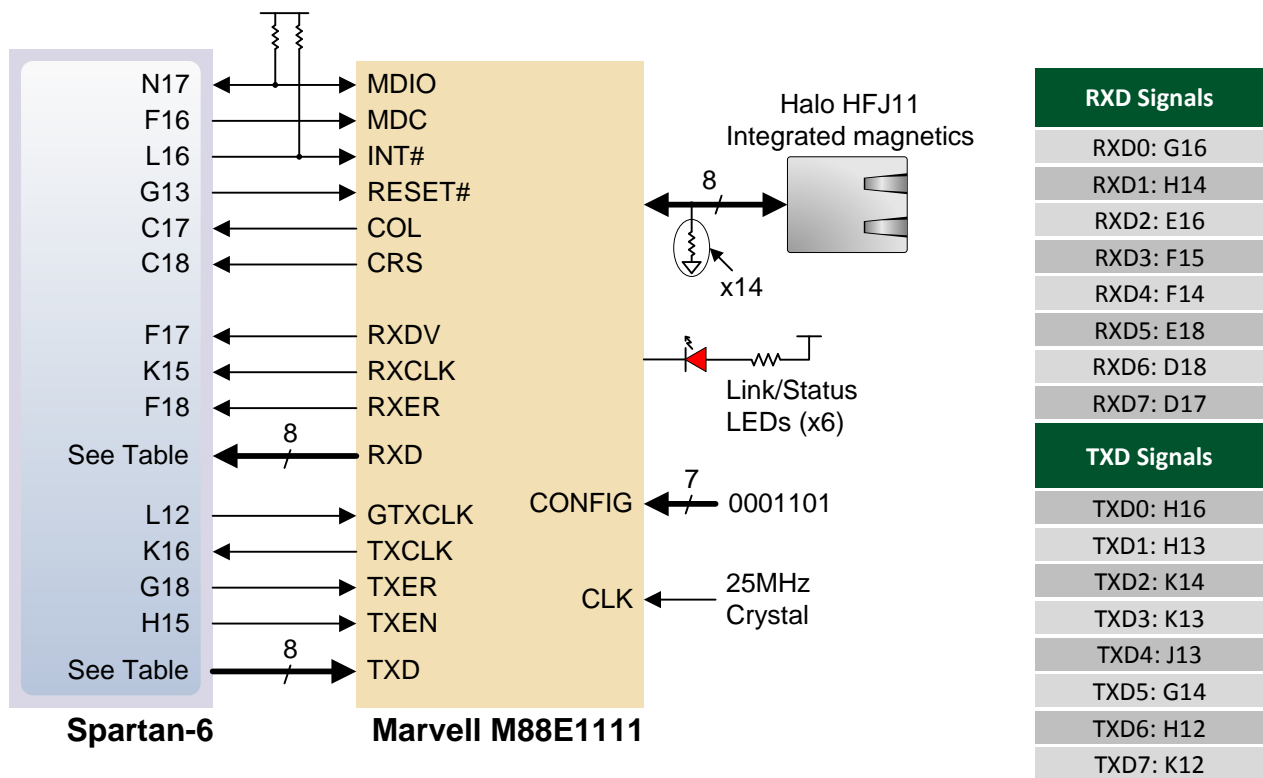 N17
MDIO
F16
MDC
L16
INT#
G13
RESET#
C17
COL
C18
CRS
F17
RXDV
K15
RXCLK
F18
RXER
See Table
8
RXD
L12
GTXCLK
K16
TXCLK
G18
TXER
H15
TXEN
See Table
8
TXD
Spartan-6
Marvell M88E1111
Halo HFJ11
Integrated magnetics
8
x14
Link/Status
LEDs (x6)
CONFIG
7
0001101
CLK
25MHz
Crystal
RXD Signals
RXD0: G16
RXD1: H14
RXD2: E16
RXD3: F15
RXD4: F14
RXD5: E18
RXD6: D18
RXD7: D17
TXD Signals
TXD0: H16
TXD1: H13
TXD2: K14
TXD3: K13
TXD4: J13
TXD5: G14
TXD6: H12
TXD7: K12